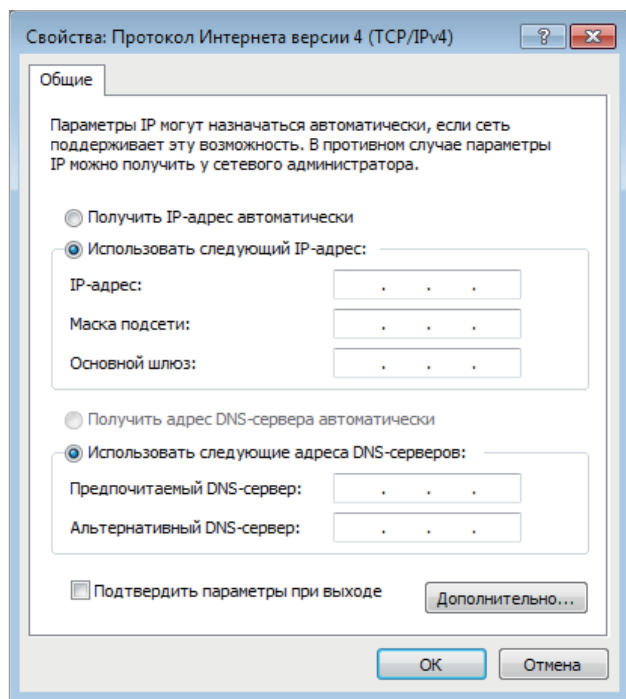 Свойства: Протокол Интернета версии 4 (TCP/IPv4)
Общие
Параметры IP могут назначаться автоматически, если сеть
поддерживает эту возможность. В противном случае параметры
IP можно получить у сетевого администратора.
Получить IP-адрес автоматически
Использовать следующий IP-адрес:
IP-адрес: . . .
Маска подсети: . . .
Основной шлюз: . . .
Получить адрес DNS-сервера автоматически
Использовать следующие адреса DNS-серверов:
Предпочитаемый DNS-сервер: . . .
Альтернативный DNS-сервер: . . .
Подтвердить параметры при выходе
Дополнительно...
ОК Отмена